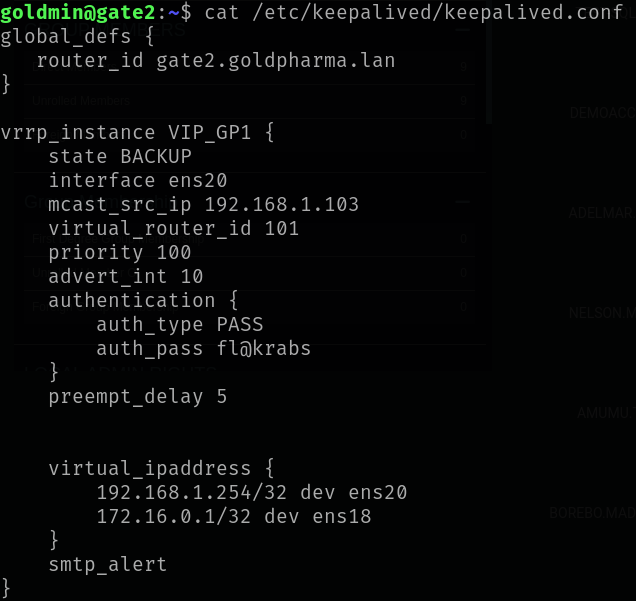 goldmin@gate2:~$ cat /etc/keepalived/keepalived.conf
global_defs {
   router_id gate2.goldpharma.lan
}

vrrp_instance VIP_GP1 {
    state BACKUP
    interface ens20
    mcast_src_ip 192.168.1.103
    virtual_router_id 101
    priority 100
    advert_int 10
    authentication {
        auth_type PASS
        auth_pass fl@krabs
    }
    preempt_delay 5


    virtual_ipaddress {
        192.168.1.254/32 dev ens20
        172.16.0.1/32 dev ens18
    }
    smtp_alert
}